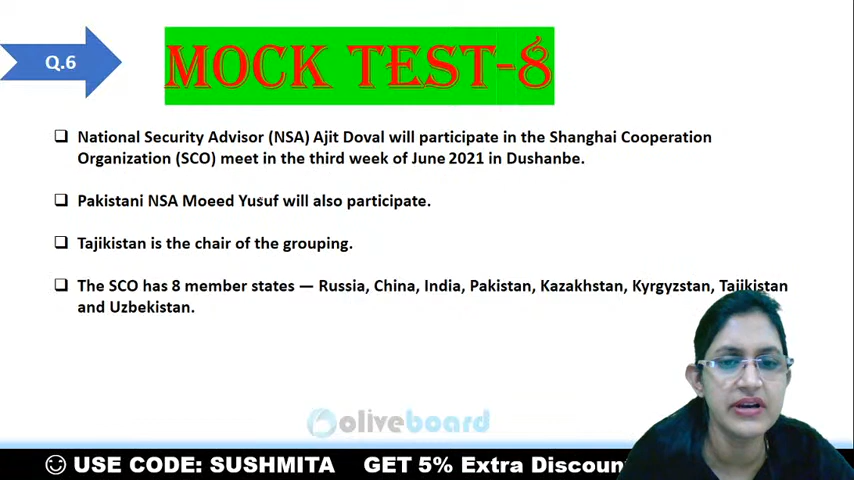 Q.6
MOCK TEST-8
National Security Advisor (NSA) Ajit Doval will participate in the Shanghai Cooperation
Organization (SCO) meet in the third week of June 2021 in Dushanbe.
Pakistani NSA Moeed Yusuf will also participate.
Tajikistan is the chair of the grouping.
The SCO has 8 member states — Russia, China, India, Pakistan, Kazakhstan, Kyrgyzstan, Tajikistan
and Uzbekistan.
oliveboard
USE CODE: SUSHMITA GET 5% Extra Discoun